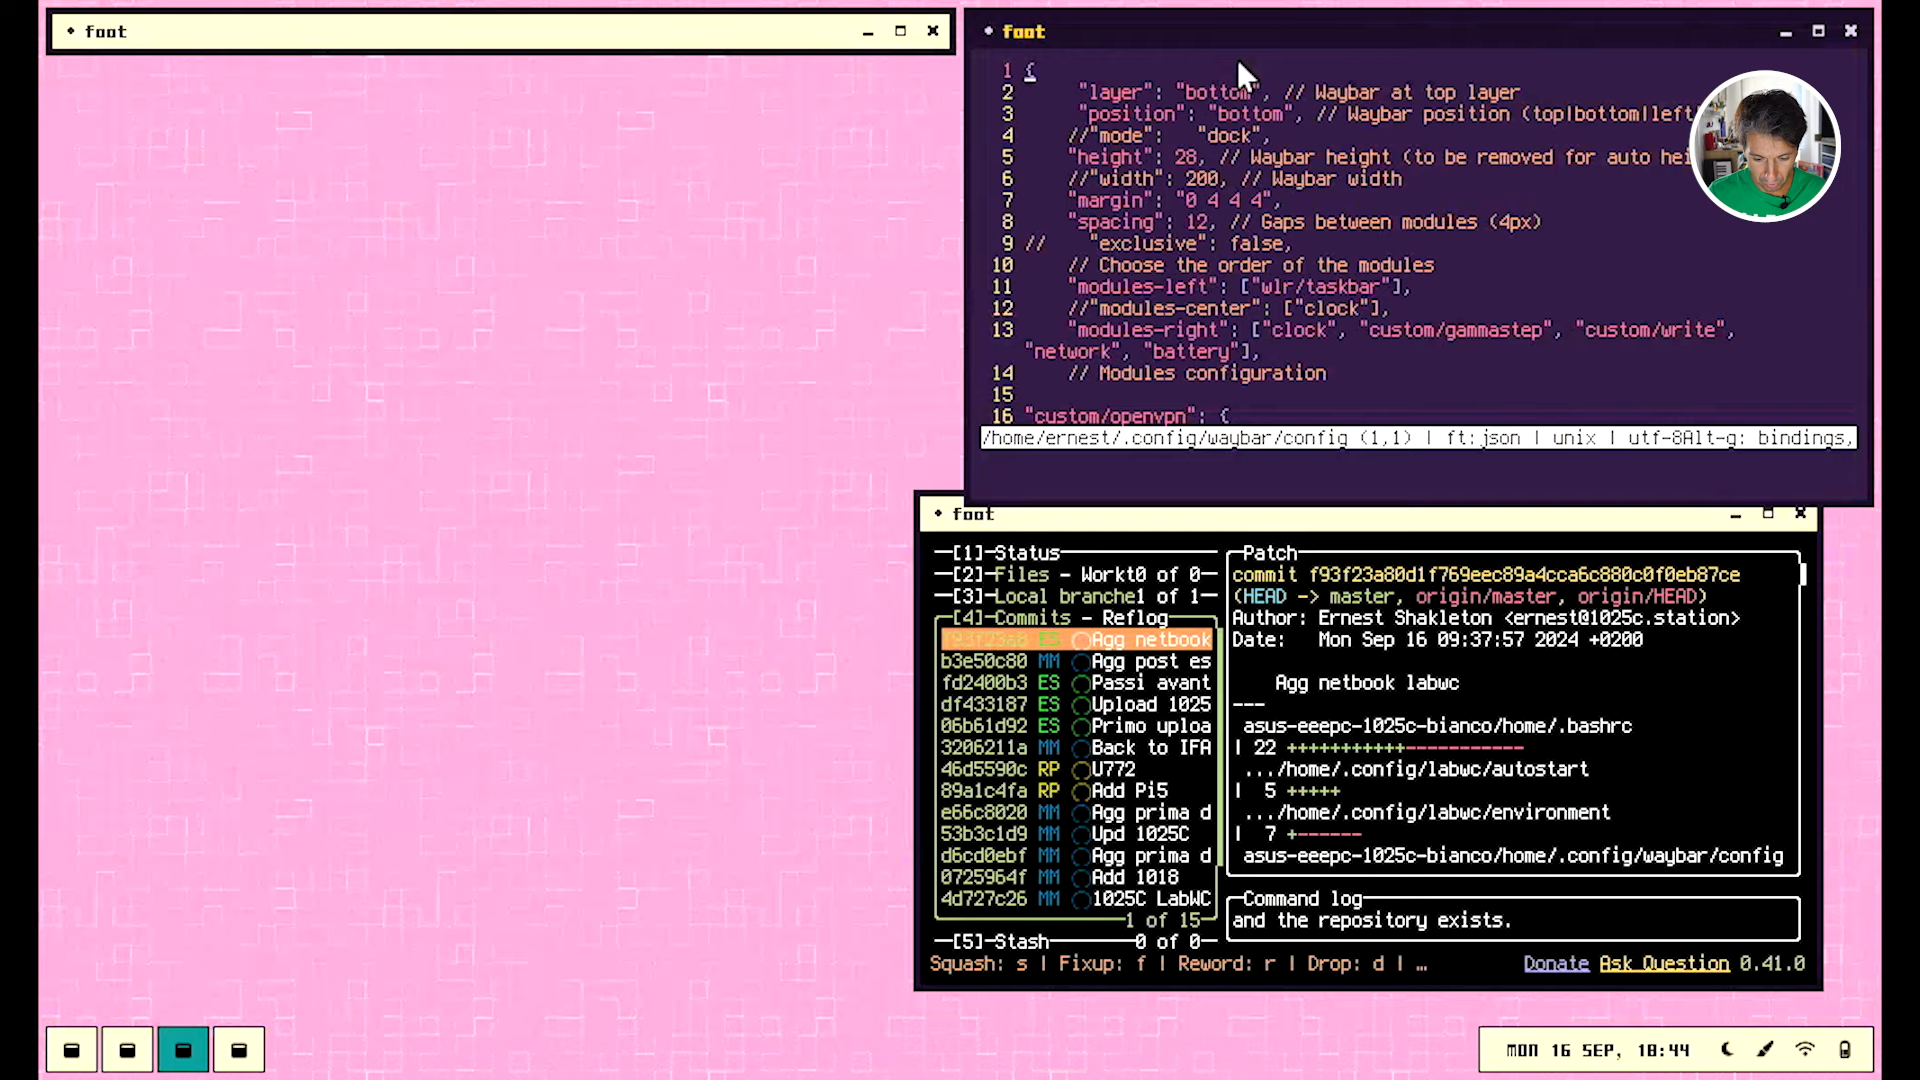 foot
foot
1 {
2 "layer": "bottom", // Waybar at top layer
3 "position": "bottom", // Waybar position (top|bottom|left|
4 //"mode": "dock",
5 "height": 28, // Waybar height (to be removed for auto hei
6 //"width": 200, // Waybar width
7 "margin": "0 4 4 4",
8 "spacing": 12, // Gaps between modules (4px)
9 // "exclusive": false,
10 // Choose the order of the modules
11 "modules-left": ["wlr/taskbar"],
12 //"modules-center": ["clock"],
13 "modules-right": ["clock", "custom/gammastep", "custom/write",
"network", "battery"],
14 // Modules configuration
15
16 "custom/openvpn": {
/home/ernest/.config/waybar/config (1,1) | ft:json | unix | utf-8Alt-g: bindings,
foot
[1]-Status
[2]-Files - Workt0 of 0
[3]-Local branche1 of 1
[4]-Commits - Reflog
f93f23a8 ES Agg netbook
b3e50c80 MM Agg post es
fd2400b3 ES Passi avant
df433187 ES Upload 1025
06b61d92 ES Primo uploa
3206211a MM Back to IFA
46d5590c RP U772
89a1c4fa RP Add Pi5
e66c8020 MM Agg prima d
53b3c1d9 MM Upd 1025C
d6cd0ebf MM Agg prima d
0725964f MM Add 1018
4d727c26 MM 1025C LabWC
1 of 15
[5]-Stash 0 of 0
Patch
commit f93f23a80d1f769eec89a4cca6c880c0f0eb87ce
(HEAD -> master, origin/master, origin/HEAD)
Author: Ernest Shakleton <ernest@1025c.station>
Date: Mon Sep 16 09:37:57 2024 +0200
Agg netbook labwc
---
asus-eeepc-1025c-bianco/home/.bashrc
| 22 +++++++++++-----------
.../home/.config/labwc/autostart
| 5 +++++
.../home/.config/labwc/environment
| 7 +------
asus-eeepc-1025c-bianco/home/.config/waybar/config
Command log
and the repository exists.
Squash: s | Fixup: f | Reword: r | Drop: d | …
Donate Ask Question 0.41.0
MON 16 SEP, 18:44